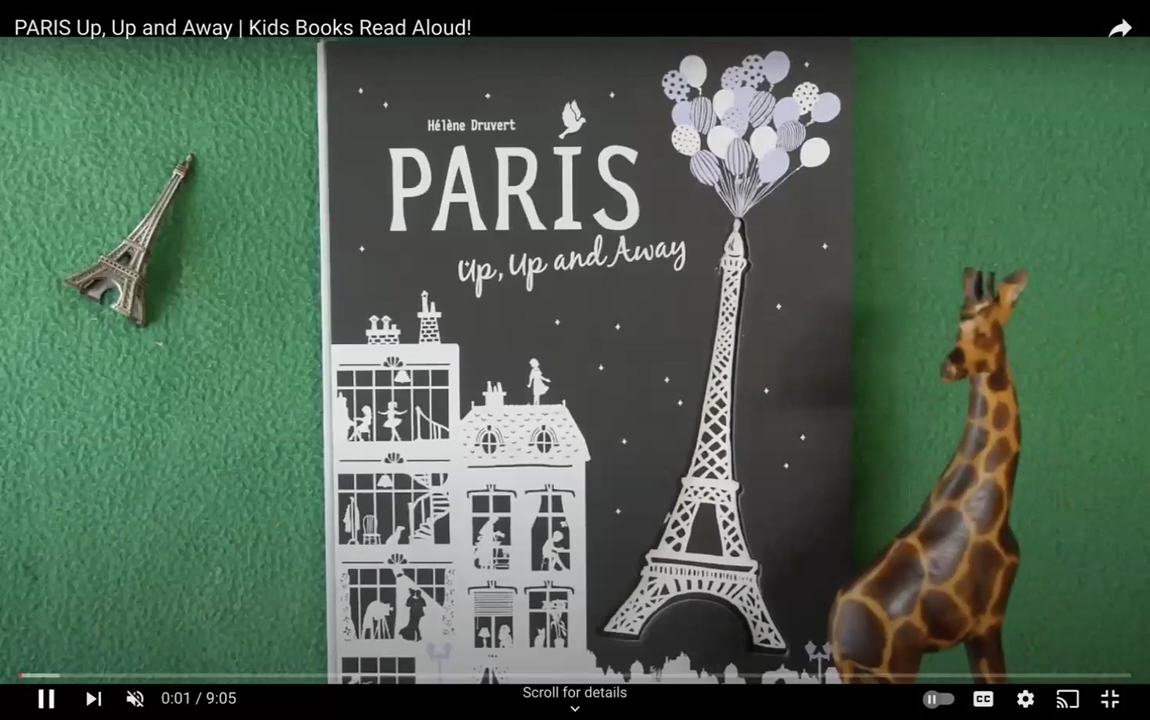 PARIS Up, Up and Away | Kids Books Read Aloud!
Hélène Druvert
PARIS
Up, Up and Away
0:01 / 9:05
Scroll for details
CC